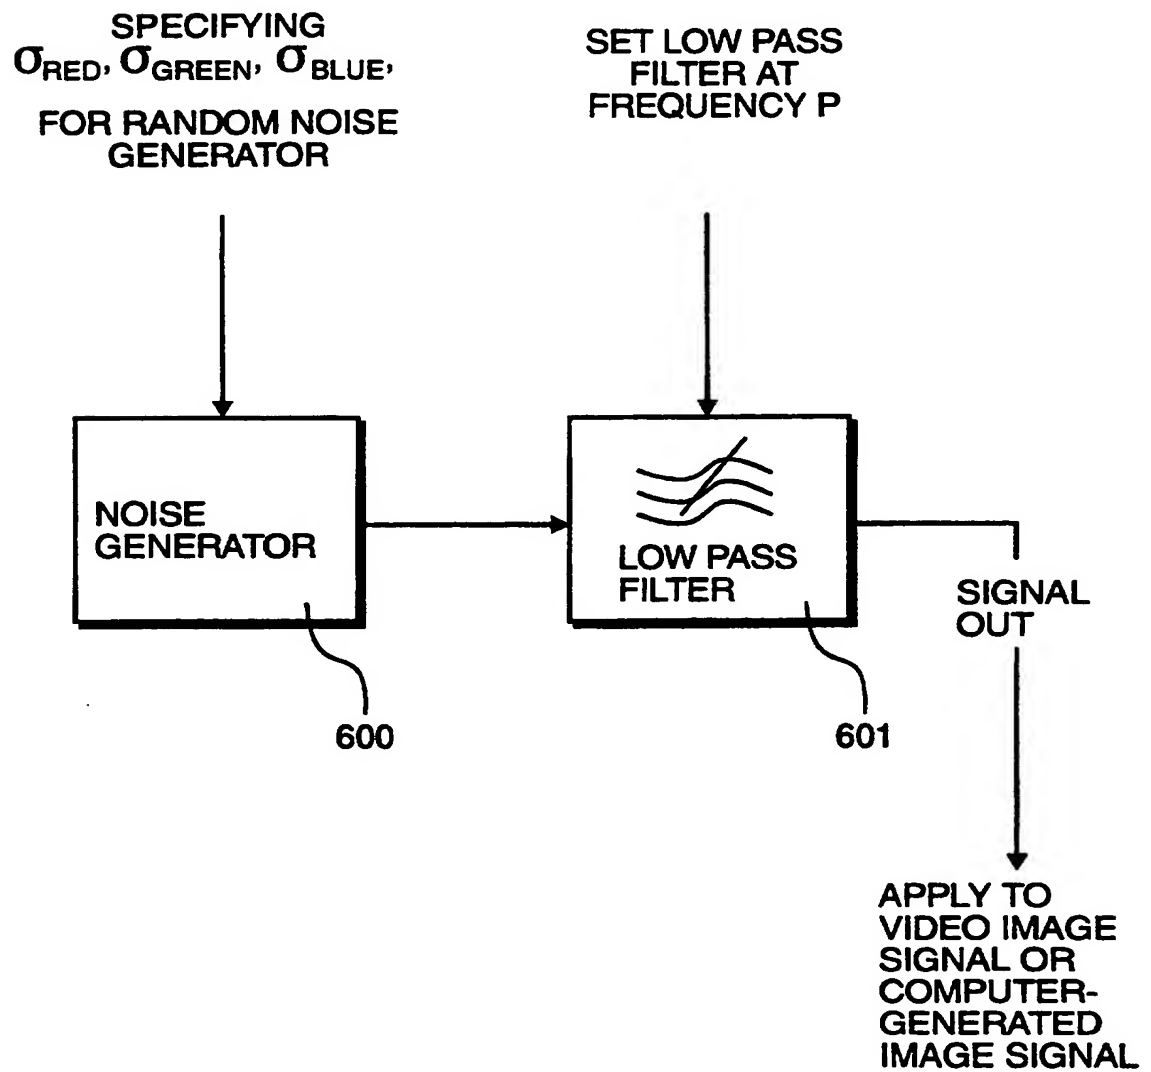 SPECIFYING
σRED, σGREEN, σBLUE,
FOR RANDOM NOISE
GENERATOR
SET LOW PASS
FILTER AT
FREQUENCY P
NOISE
GENERATOR
600
LOW PASS
FILTER
601
SIGNAL
OUT
APPLY TO
VIDEO IMAGE
SIGNAL OR
COMPUTER-
GENERATED
IMAGE SIGNAL